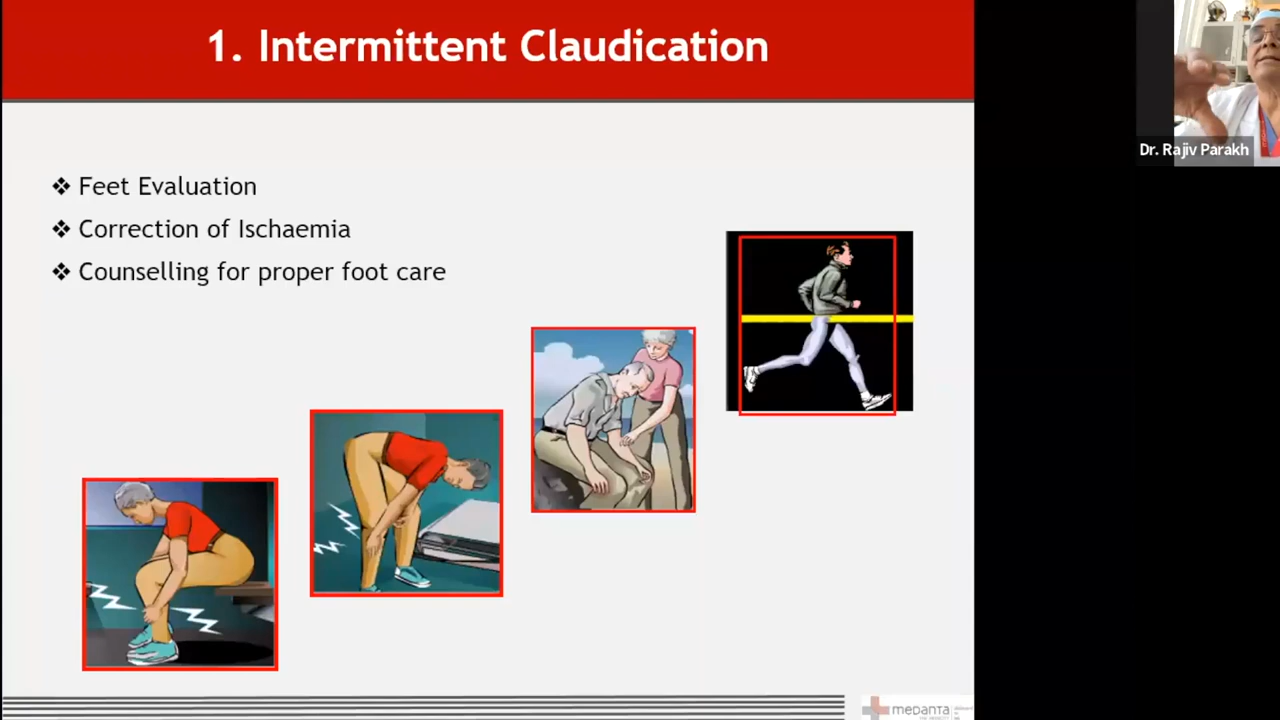 1. Intermittent Claudication
❖ Feet Evaluation
❖ Correction of Ischaemia
❖ Counselling for proper foot care
Dr. Rajiv Parakh
medanta